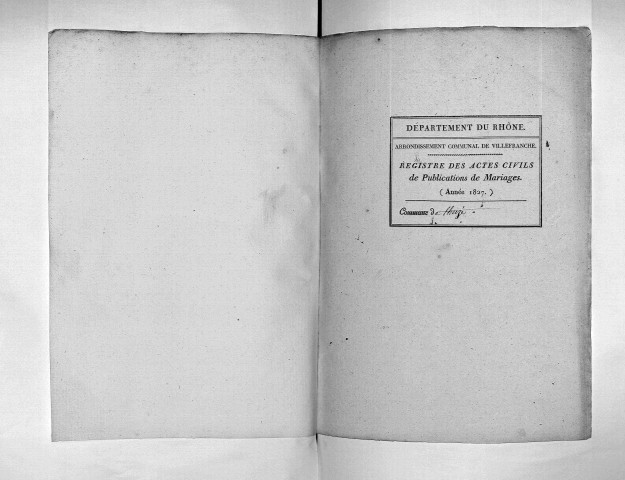 DÉPARTEMENT DU RHÔNE.
ARRONDISSEMENT COMMUNAL DE VILLEFRANCHE.
REGISTRE DES ACTES CIVILS
de Publications de Mariages.
( Année 1827. )
Commune d